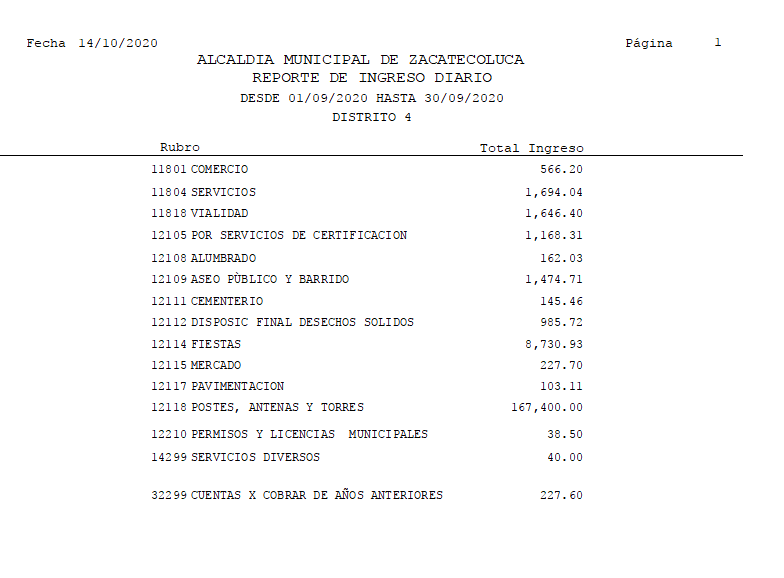 Fecha 14/10/2020 Página 1
ALCALDIA MUNICIPAL DE ZACATECOLUCA
REPORTE DE INGRESO DIARIO
DESDE 01/09/2020 HASTA 30/09/2020
DISTRITO 4
Rubro Total Ingreso
11801 COMERCIO 566.20
11804 SERVICIOS 1,694.04
11818 VIALIDAD 1,646.40
12105 POR SERVICIOS DE CERTIFICACION 1,168.31
12108 ALUMBRADO 162.03
12109 ASEO PÙBLICO Y BARRIDO 1,474.71
12111 CEMENTERIO 145.46
12112 DISPOSIC FINAL DESECHOS SOLIDOS 985.72
12114 FIESTAS 8,730.93
12115 MERCADO 227.70
12117 PAVIMENTACION 103.11
12118 POSTES, ANTENAS Y TORRES 167,400.00
12210 PERMISOS Y LICENCIAS MUNICIPALES 38.50
14299 SERVICIOS DIVERSOS 40.00
32299 CUENTAS X COBRAR DE AÑOS ANTERIORES 227.60